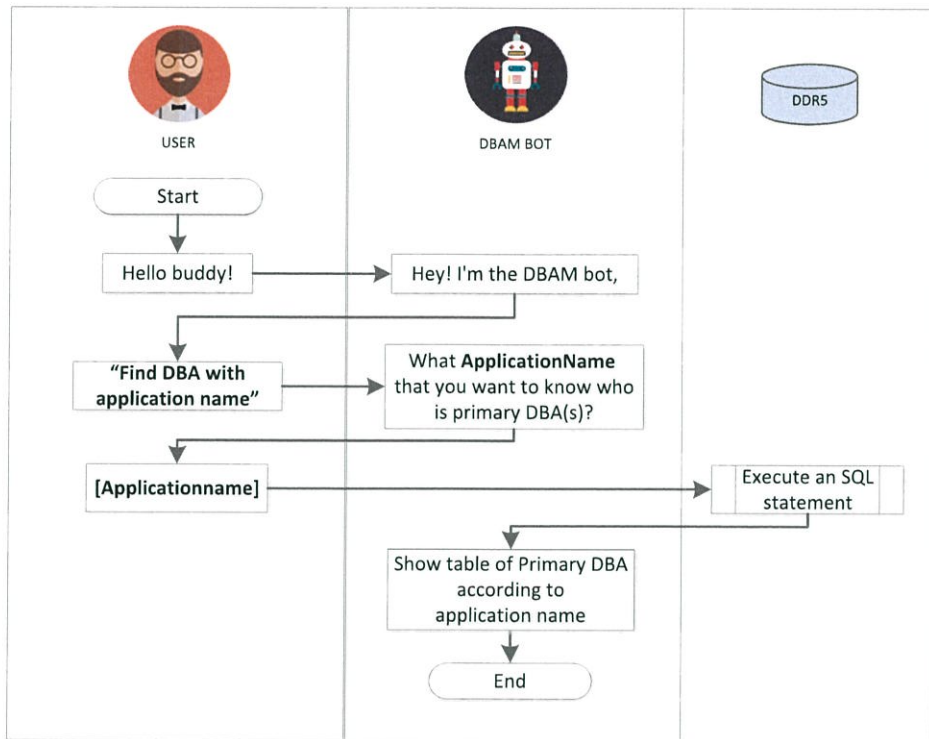 USER
DBAM BOT
DDR5
Start
Hello buddy!
Hey! I'm the DBAM bot,
“Find DBA with
application name”
What ApplicationName
that you want to know who
is primary DBA(s)?
[Applicationname]
Execute an SQL
statement
Show table of Primary DBA
according to
application name
End